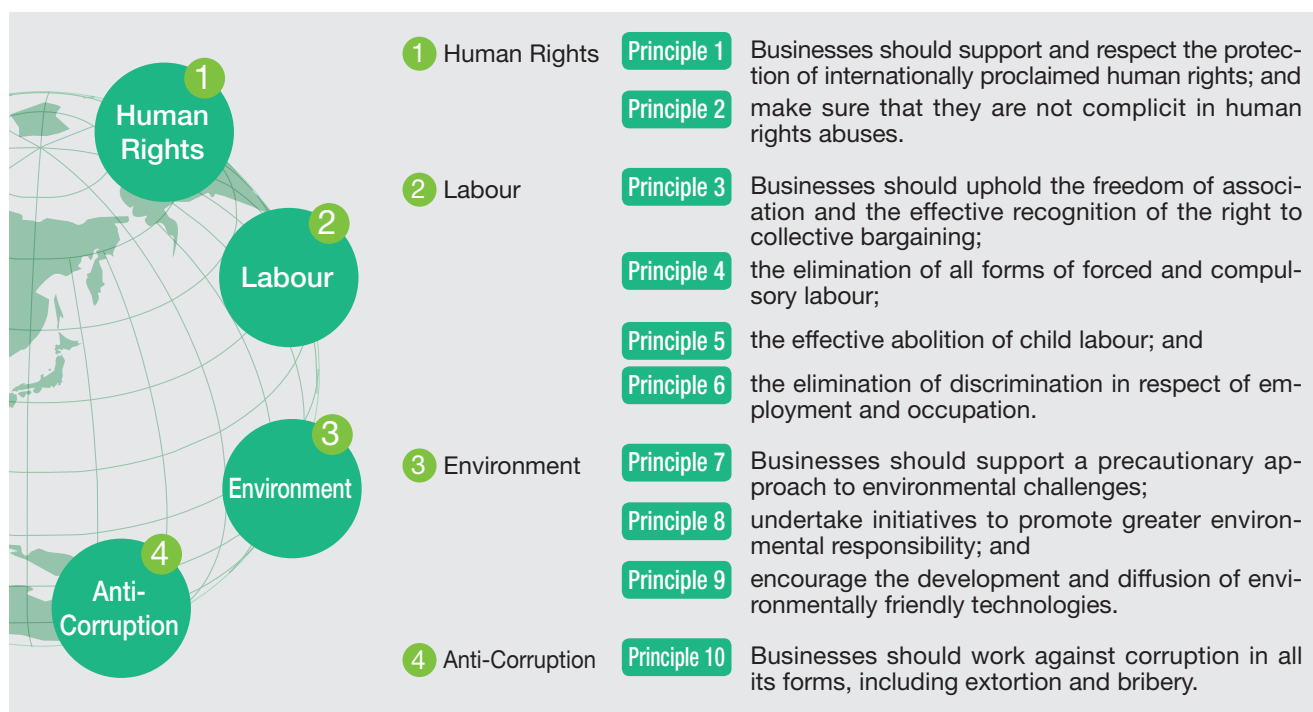 1
Human
Rights
2
Labour
3
Environment
4
Anti-
Corruption
1 Human Rights
Principle 1
Businesses should support and respect the protec-
tion of internationally proclaimed human rights; and
Principle 2
make sure that they are not complicit in human
rights abuses.
2 Labour
Principle 3
Businesses should uphold the freedom of associ-
ation and the effective recognition of the right to
collective bargaining;
Principle 4
the elimination of all forms of forced and compul-
sory labour;
Principle 5
the effective abolition of child labour; and
Principle 6
the elimination of discrimination in respect of em-
ployment and occupation.
3 Environment
Principle 7
Businesses should support a precautionary ap-
proach to environmental challenges;
Principle 8
undertake initiatives to promote greater environ-
mental responsibility; and
Principle 9
encourage the development and diffusion of envi-
ronmentally friendly technologies.
4 Anti-Corruption
Principle 10
Businesses should work against corruption in all
its forms, including extortion and bribery.